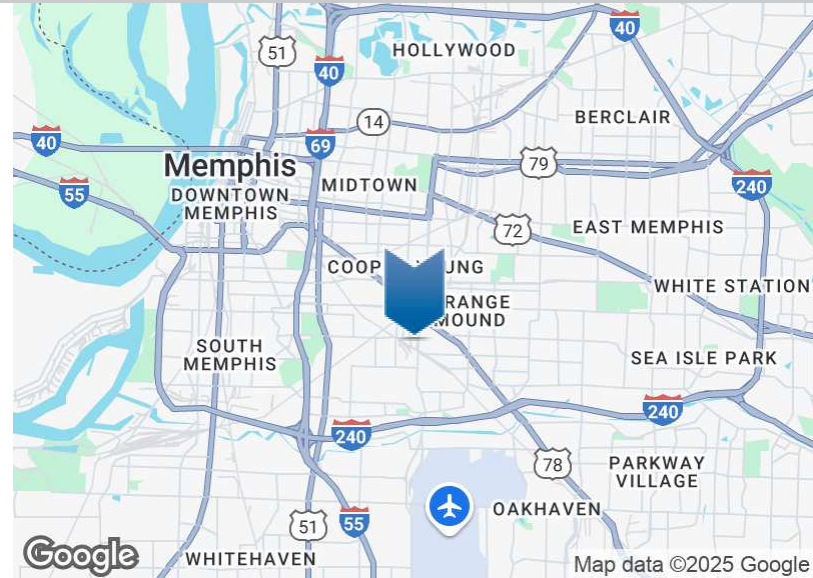 51
HOLLYWOOD
40
40
14
BERCLAIR
40
69
79
Memphis
MIDTOWN
240
55
DOWNTOWN
MEMPHIS
72
EAST MEMPHIS
COOP
UNG
WHITE STATION
RANGE
MOUND
SOUTH
MEMPHIS
SEA ISLE PARK
240
240
78
PARKWAY
VILLAGE
OAKHAVEN
51
55
WHITEHAVEN
Google
Map data ©2025 Google